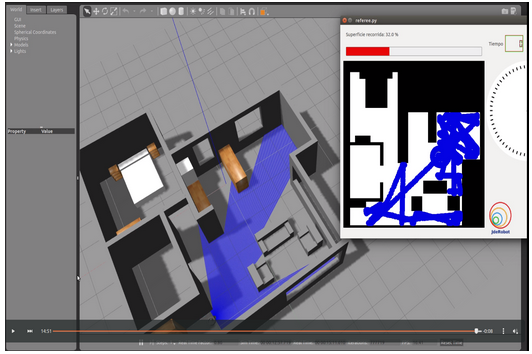 World
Insert
Layers
GUI
Scene
Spherical Coordinates
Physics
Models
Lights
Property
Value
referee.py
Superficie recorrida: 32.0 %
Tiempo
JdeRobot
14:51
-0:08